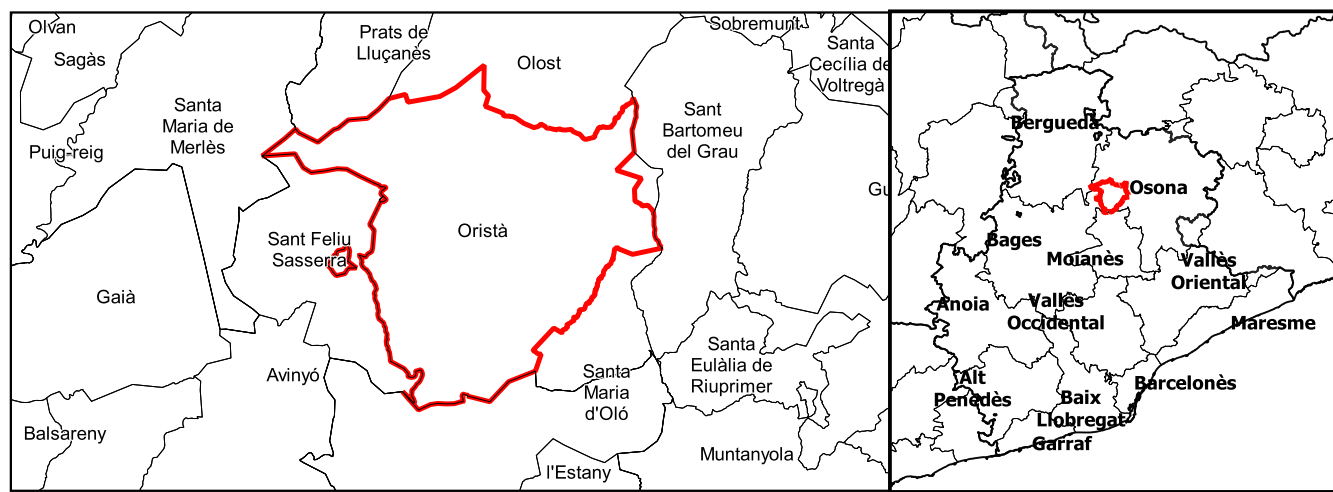 Olvan
Sagàs
Prats de
Lluçanès
Olost
Sobremunt
Santa
Cecília de
Voltregà
Santa
Maria de
Merlès
Sant
Bartomeu
del Grau
Puig-reig
Gu
Sant Feliu
Sasserra
Oristà
Gaià
Avinyó
Santa
Maria
d'Oló
Santa
Eulàlia de
Riuprimer
Balsareny
l'Estany
Muntanyola
Berguedà
Osona
Bages
Moianès
Vallès
Oriental
Anoia
Vallès
Occidental
Maresme
Alt
Penedès
Baix
Llobregat
Barcelonès
Garraf